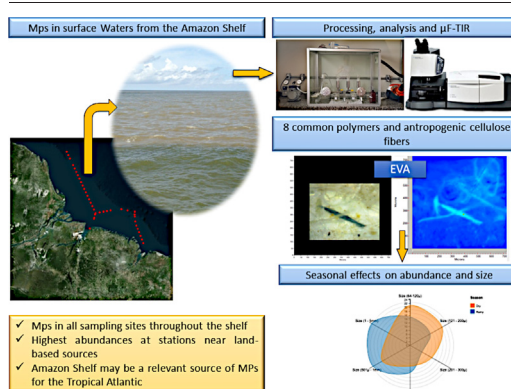 Mps in surface Waters from the Amazon Shelf
Processing, analysis and µF-TIR
8 common polymers and antropogenic cellulose
fibers
EVA
Seasonal effects on abundance and size
✓ Mps in all sampling sites throughout the shelf
✓ Highest abundances at stations near land-
based sources
✓ Amazon Shelf may be a relevant source of MPs
for the Tropical Atlantic
Season